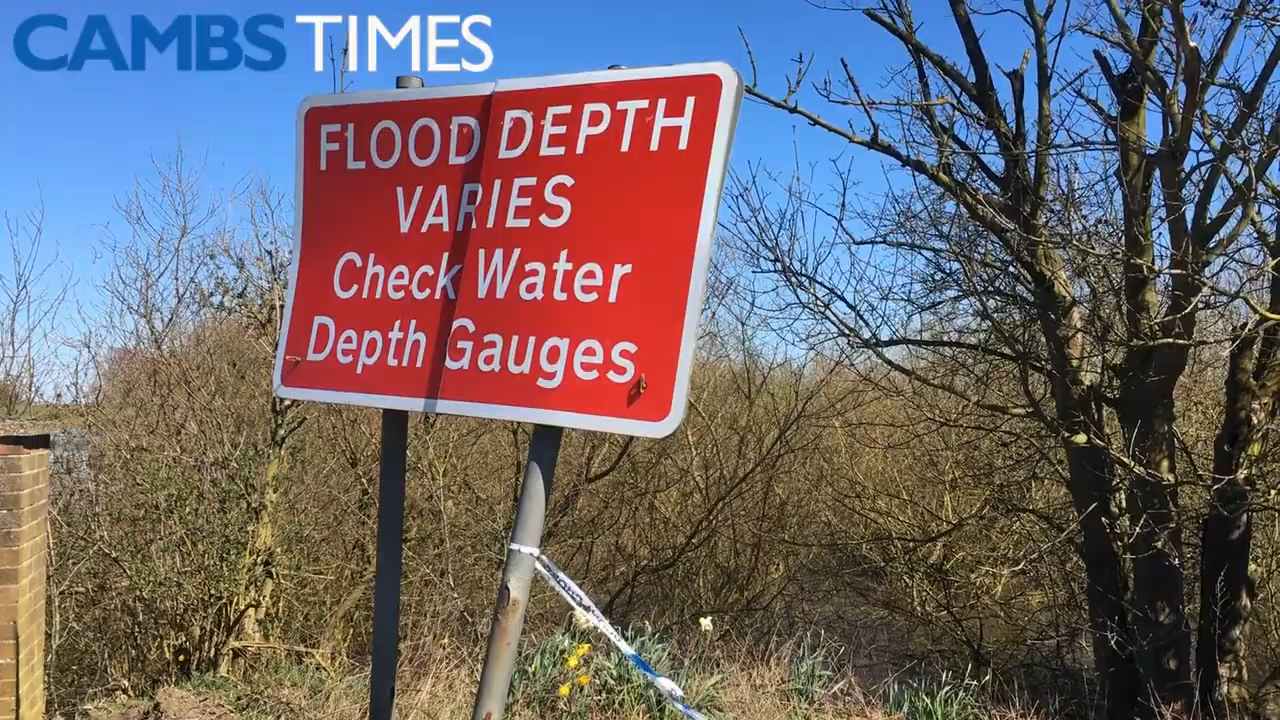 CAMBS TIMES
FLOOD DEPTH
VARIES
Check Water
Depth Gauges